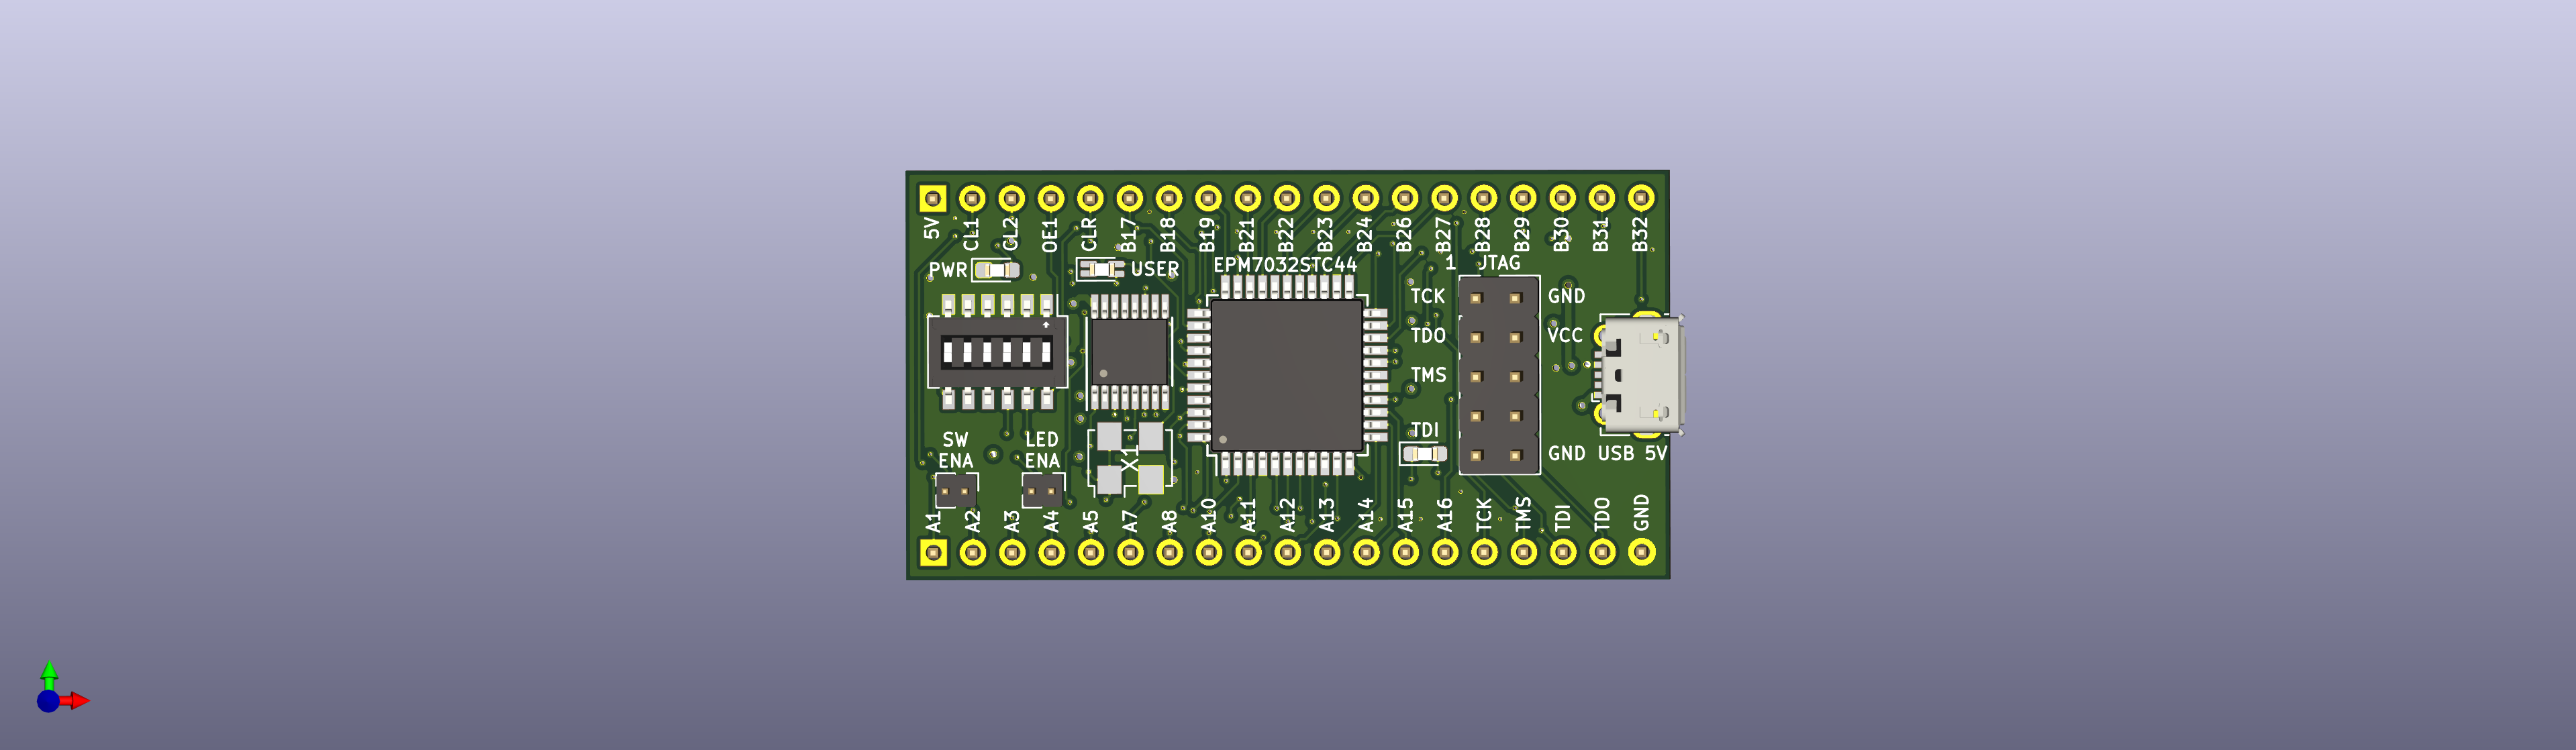 5V CL1 CL2 OE1 CLR B17 B18 B19 B21 B22 B23 B24 B26 B27 B28 B29 B30 B31 B32
PWR
USER
EPM7032STC44
1 JTAG
TCK GND
TDO VCC
TMS
TDI
GND USB 5V
SW
ENA
LED
ENA
X1
A1 A2 A3 A4 A5 A7 A8 A10 A11 A12 A13 A14 A15 A16 TCK TMS TDI TDO GND